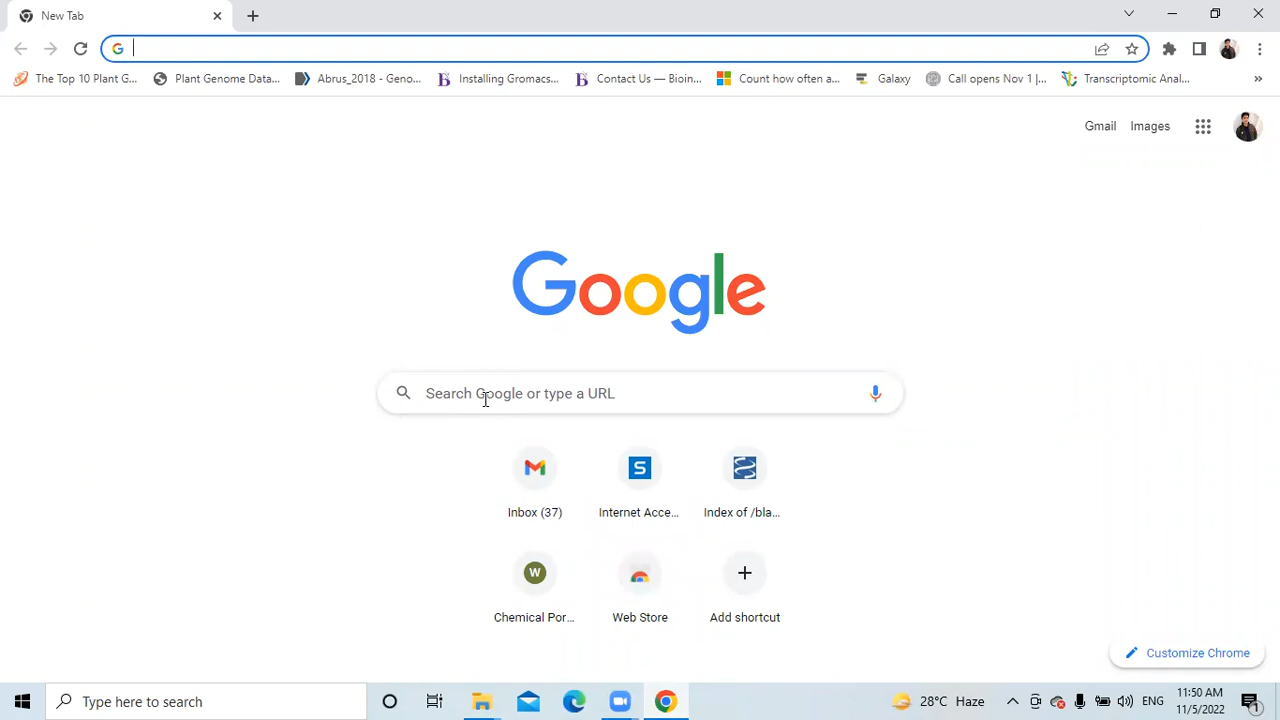 New Tab
The Top 10 Plant G...
Plant Genome Data...
Abrus_2018 - Geno...
Installing Gromacs...
Contact Us — Bioin...
Count how often a...
Galaxy
Call opens Nov 1 |...
Transcriptomic Anal...
»
Gmail
Images
Google
Search Google or type a URL
S
Inbox (37)
Internet Acce...
Index of /bla...
W
Chemical Por...
Web Store
Add shortcut
Customize Chrome
Type here to search
28°C Haze
ENG
11:50 AM
11/5/2022
1